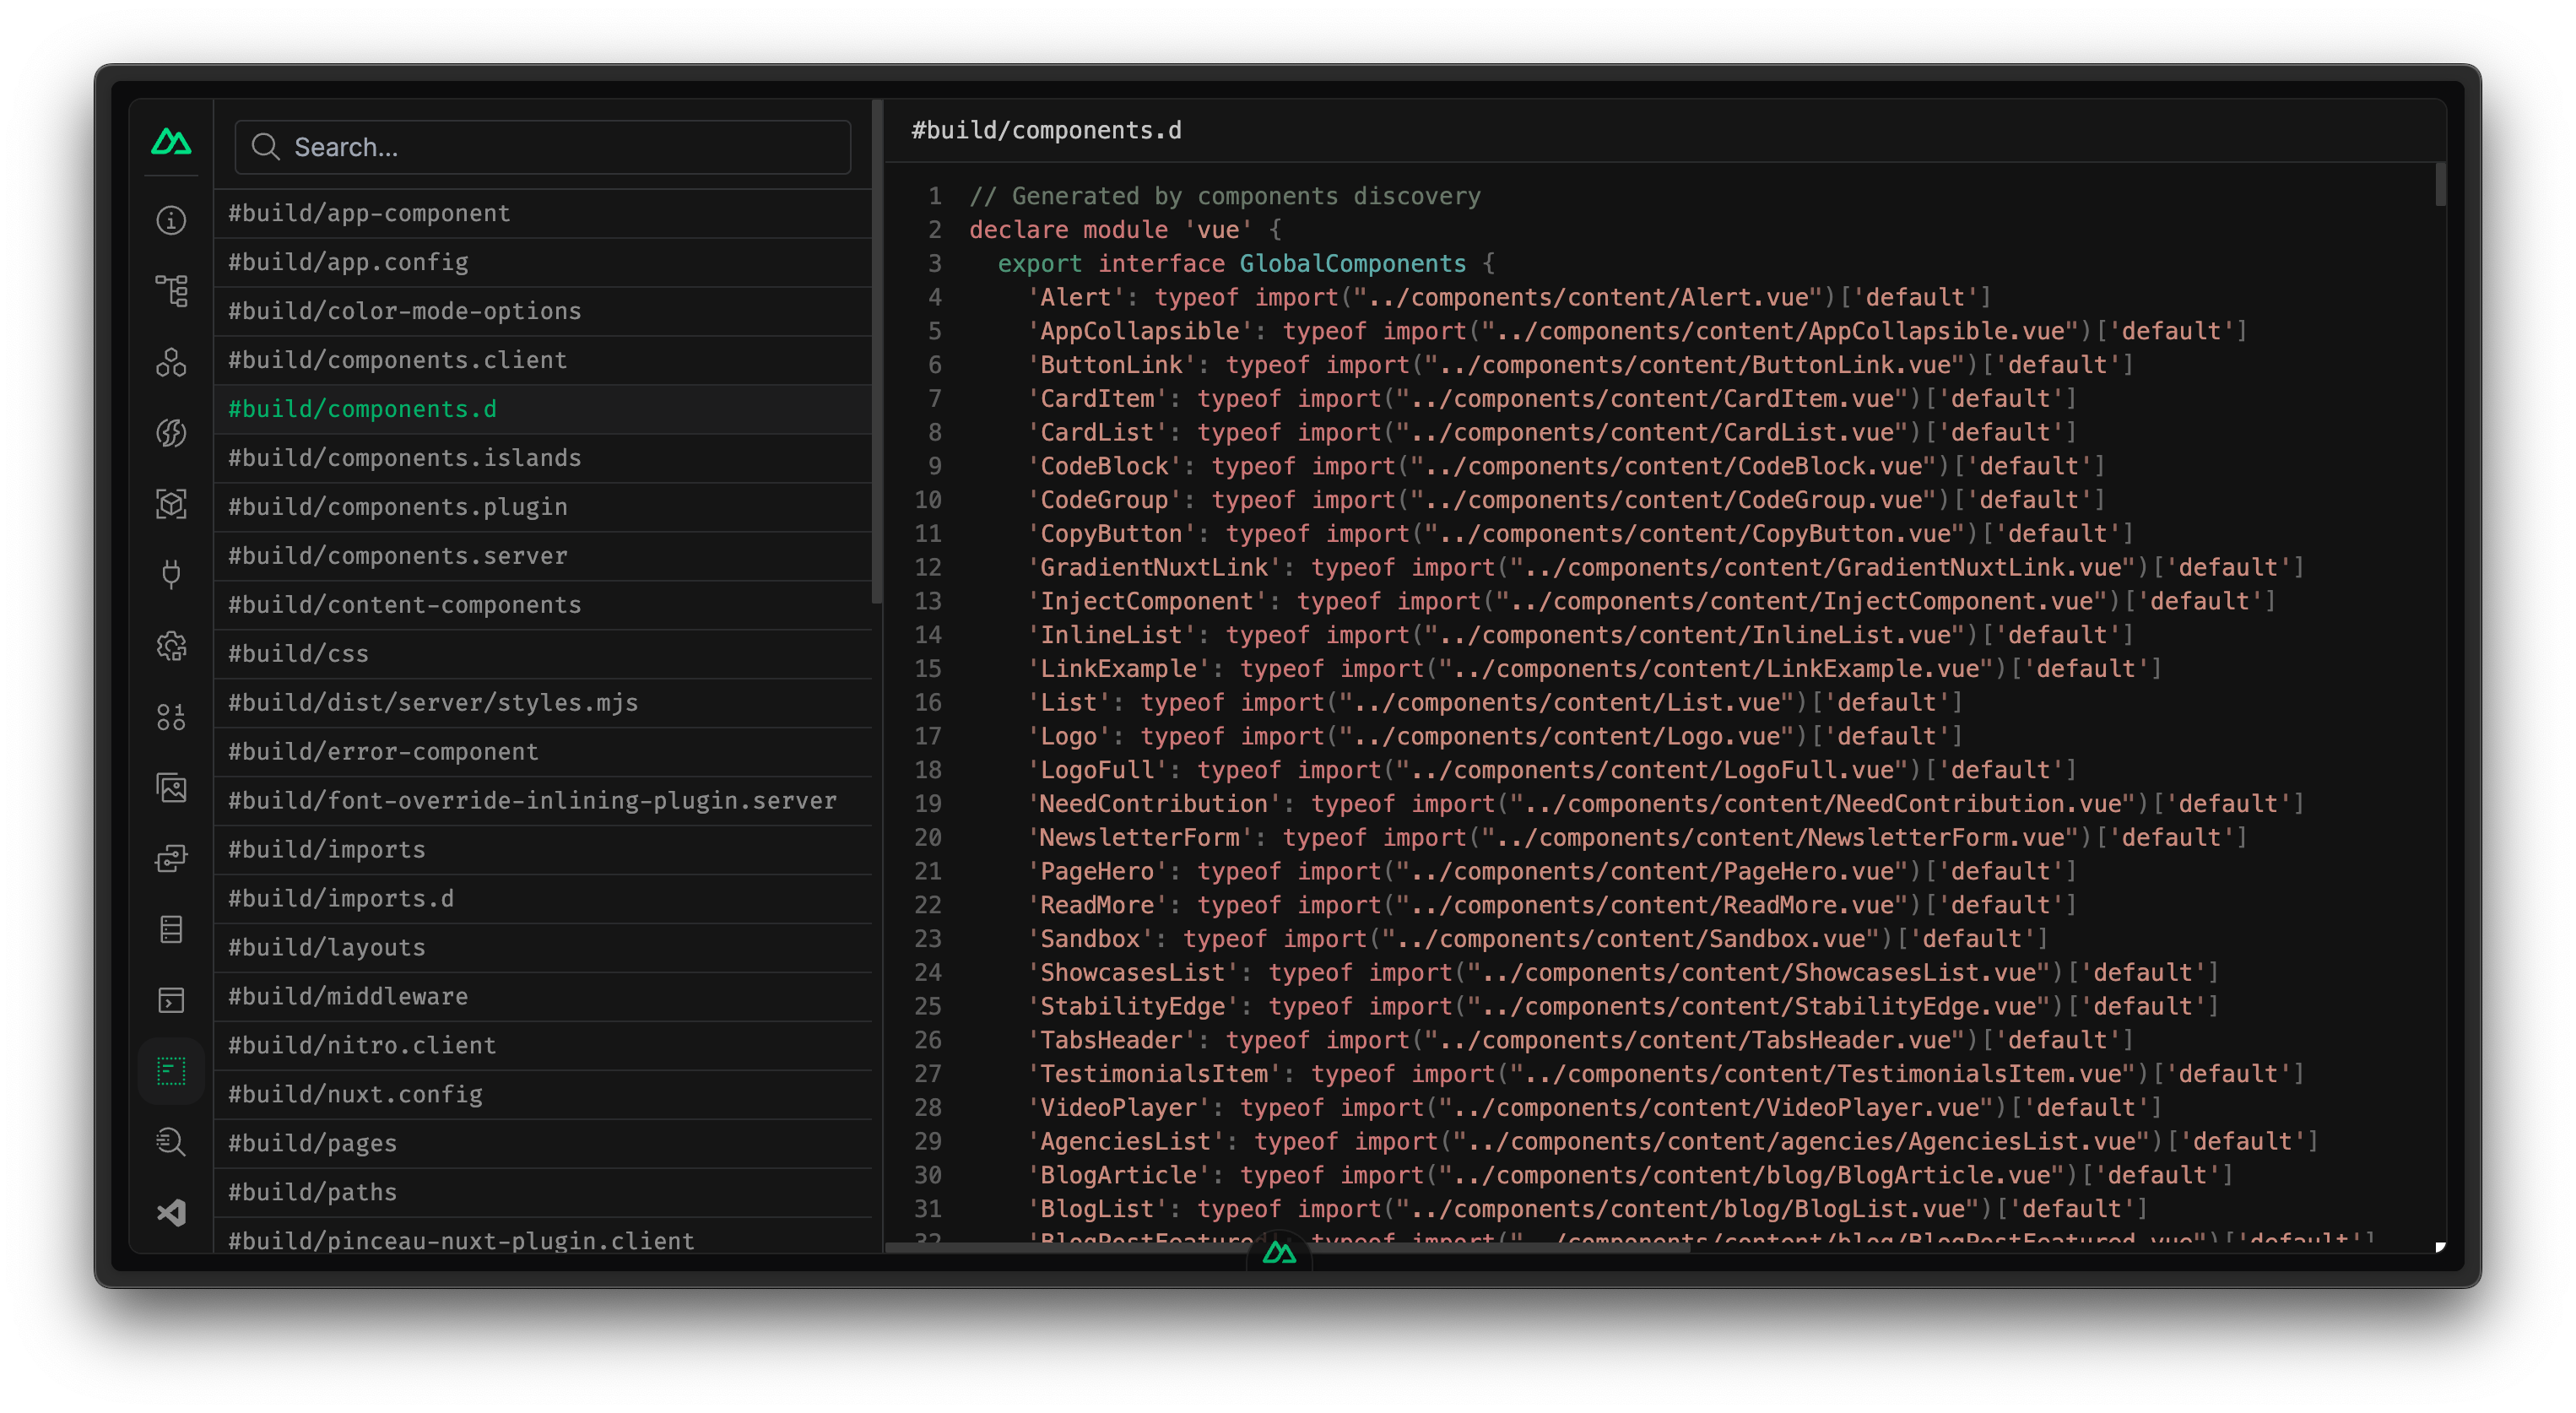 Search...
#build/app-component
#build/app.config
#build/color-mode-options
#build/components.client
#build/components.d
#build/components.islands
#build/components.plugin
#build/components.server
#build/content-components
#build/css
#build/dist/server/styles.mjs
#build/error-component
#build/font-override-inlining-plugin.server
#build/imports
#build/imports.d
#build/layouts
#build/middleware
#build/nitro.client
#build/nuxt.config
#build/pages
#build/paths
#build/pinceau-nuxt-plugin.client
#build/components.d
1 // Generated by components discovery
2 declare module 'vue' {
3 export interface GlobalComponents {
4 'Alert': typeof import("../components/content/Alert.vue")['default']
5 'AppCollapsible': typeof import("../components/content/AppCollapsible.vue")['default']
6 'ButtonLink': typeof import("../components/content/ButtonLink.vue")['default']
7 'CardItem': typeof import("../components/content/CardItem.vue")['default']
8 'CardList': typeof import("../components/content/CardList.vue")['default']
9 'CodeBlock': typeof import("../components/content/CodeBlock.vue")['default']
10 'CodeGroup': typeof import("../components/content/CodeGroup.vue")['default']
11 'CopyButton': typeof import("../components/content/CopyButton.vue")['default']
12 'GradientNuxtLink': typeof import("../components/content/GradientNuxtLink.vue")['default']
13 'InjectComponent': typeof import("../components/content/InjectComponent.vue")['default']
14 'InlineList': typeof import("../components/content/InlineList.vue")['default']
15 'LinkExample': typeof import("../components/content/LinkExample.vue")['default']
16 'List': typeof import("../components/content/List.vue")['default']
17 'Logo': typeof import("../components/content/Logo.vue")['default']
18 'LogoFull': typeof import("../components/content/LogoFull.vue")['default']
19 'NeedContribution': typeof import("../components/content/NeedContribution.vue")['default']
20 'NewsletterForm': typeof import("../components/content/NewsletterForm.vue")['default']
21 'PageHero': typeof import("../components/content/PageHero.vue")['default']
22 'ReadMore': typeof import("../components/content/ReadMore.vue")['default']
23 'Sandbox': typeof import("../components/content/Sandbox.vue")['default']
24 'ShowcasesList': typeof import("../components/content/ShowcasesList.vue")['default']
25 'StabilityEdge': typeof import("../components/content/StabilityEdge.vue")['default']
26 'TabsHeader': typeof import("../components/content/TabsHeader.vue")['default']
27 'TestimonialsItem': typeof import("../components/content/TestimonialsItem.vue")['default']
28 'VideoPlayer': typeof import("../components/content/VideoPlayer.vue")['default']
29 'AgenciesList': typeof import("../components/content/agencies/AgenciesList.vue")['default']
30 'BlogArticle': typeof import("../components/content/blog/BlogArticle.vue")['default']
31 'BlogList': typeof import("../components/content/blog/BlogList.vue")['default']
32 'BlogPostFeatured': typeof import("../components/content/blog/BlogPostFeatured.vue")['default']